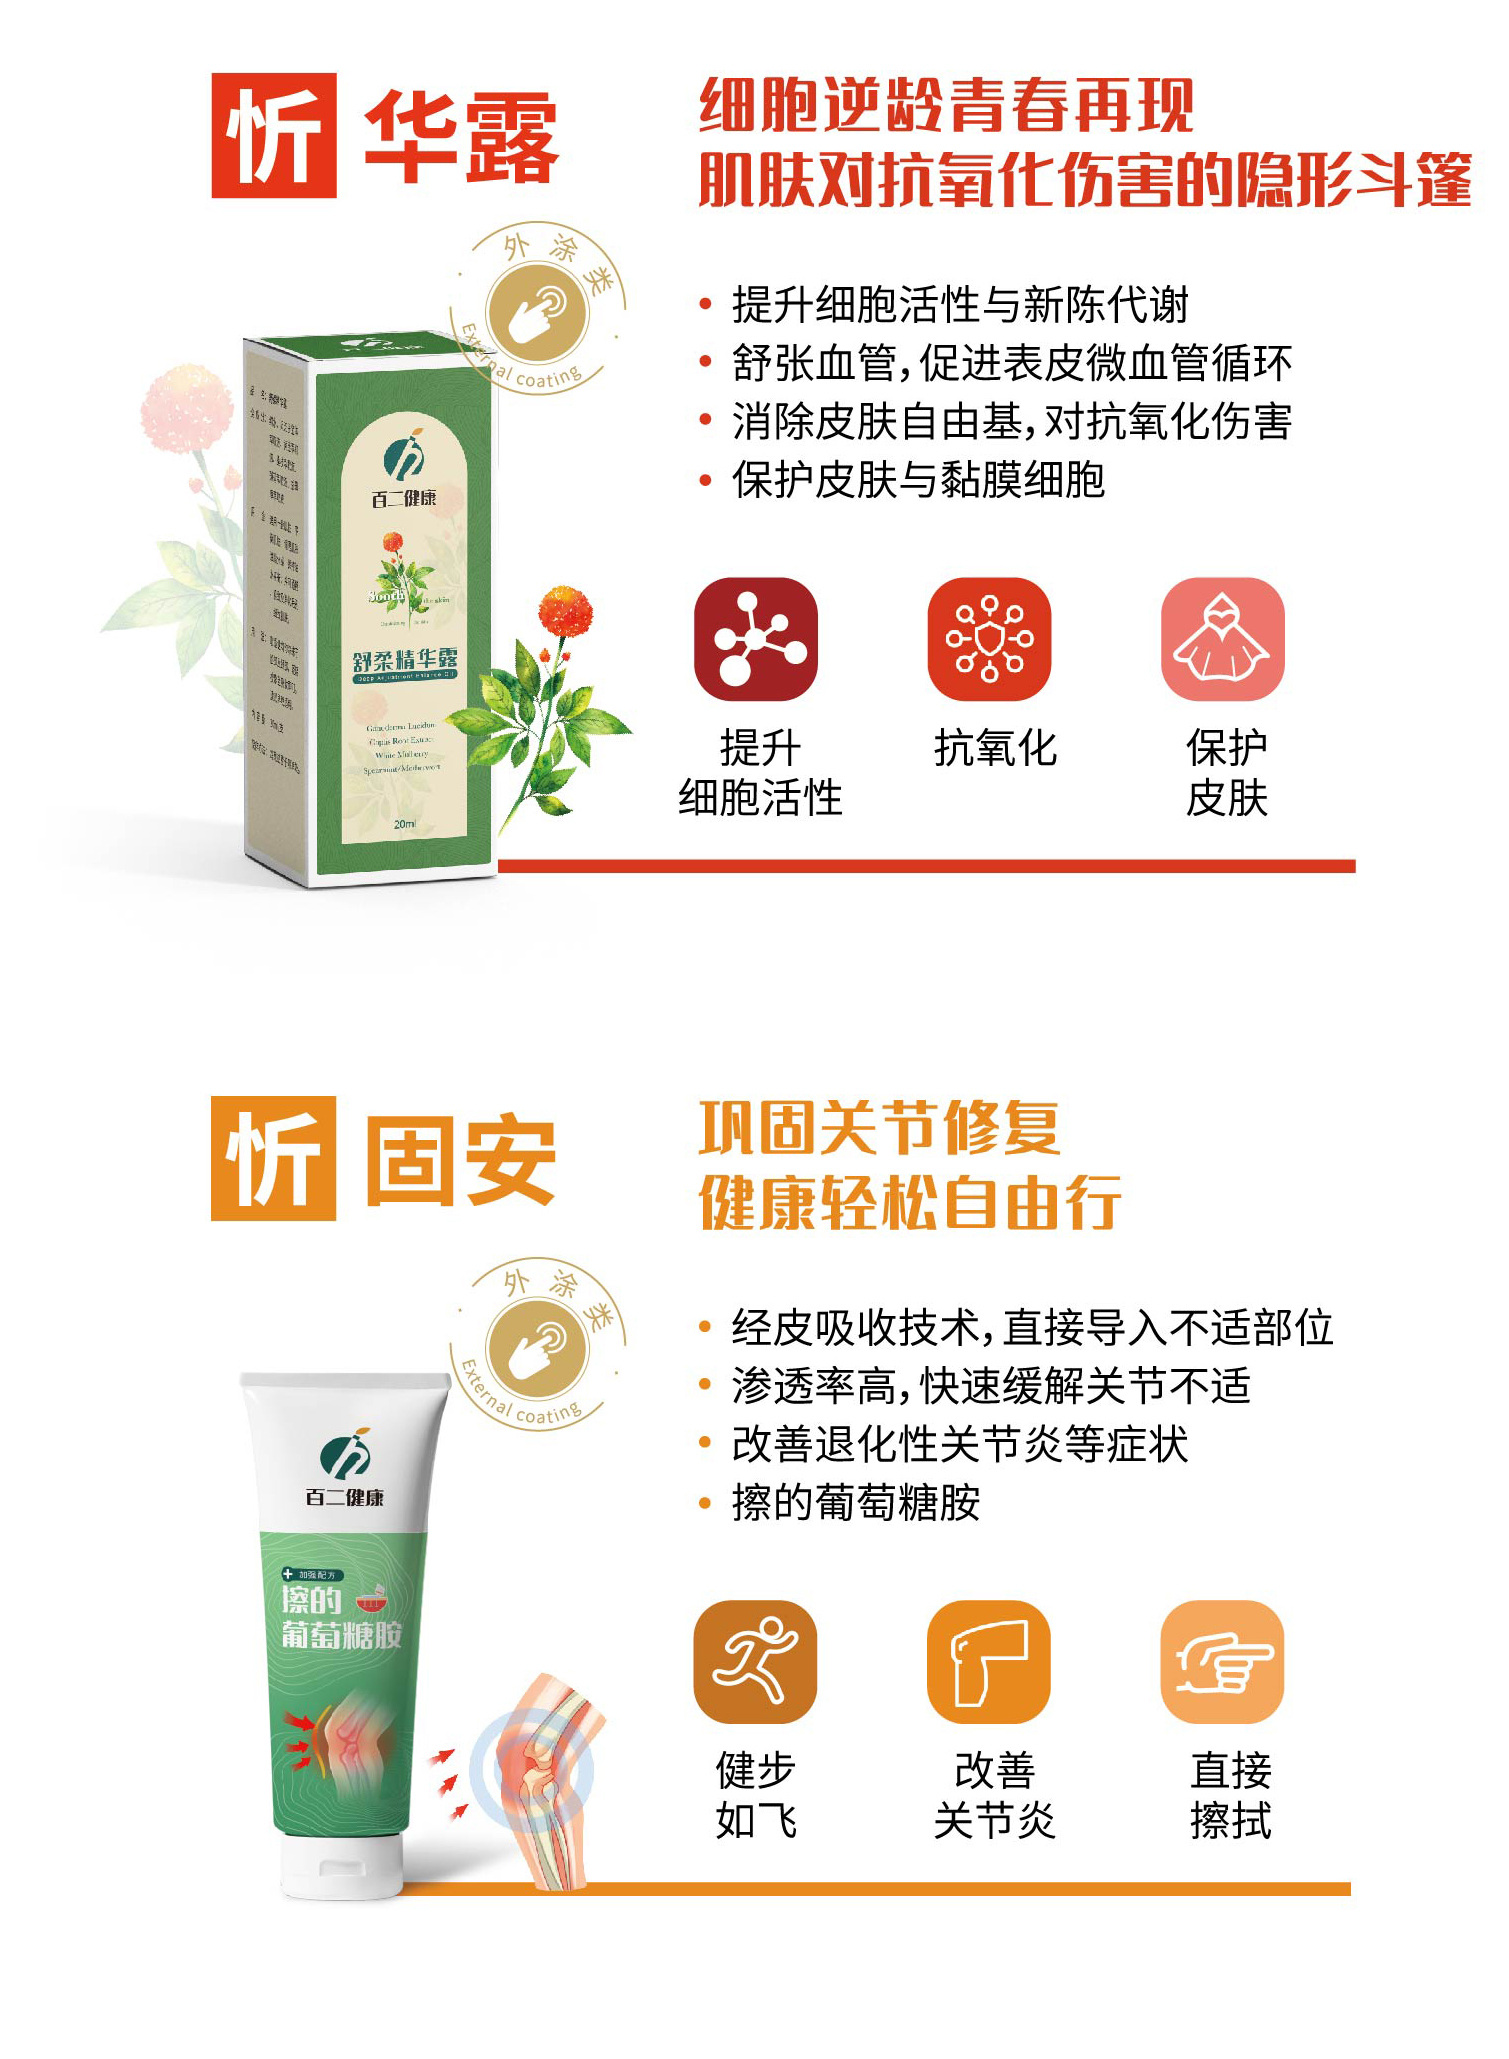 忻 华露
细胞逆龄青春再现
肌肤对抗氧化伤害的隐形斗篷
外涂类
External coating
• 提升细胞活性与新陈代谢
• 舒张血管，促进表皮微血管循环
• 消除皮肤自由基，对抗氧化伤害
• 保护皮肤与黏膜细胞
百二健康
舒柔精华露
Ganoderma Lucidum
White Mulberry
Spearmint/Motherwort
20ml
提升
细胞活性
抗氧化
保护
皮肤
忻 固安
巩固关节修复
健康轻松自由行
外涂类
External coating
• 经皮吸收技术，直接导入不适部位
• 渗透率高，快速缓解关节不适
• 改善退化性关节炎等症状
• 擦的葡萄糖胺
百二健康
加强配方
擦的
葡萄糖胺
健步
如飞
改善
关节炎
直接
擦拭